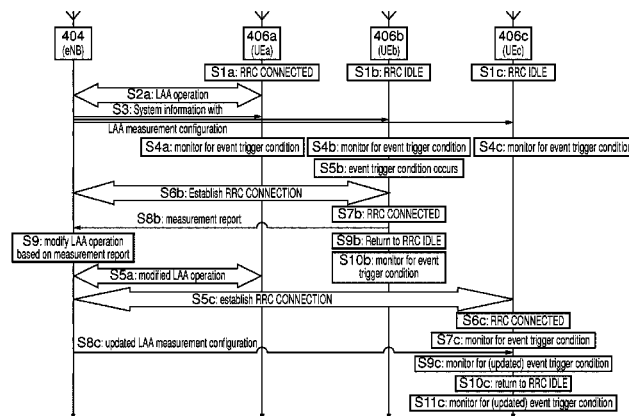 404
(eNB)
406a
(UEa)
406b
(UEb)
406c
(UEc)
S1a: RRC CONNECTED
S1b: RRC IDLE
S1c: RRC IDLE
S2a: LAA operation
S3: System information with
LAA measurement configuration
S4a: monitor for event trigger condition
S4b: monitor for event trigger condition
S4c: monitor for event trigger condition
S5b: event trigger condition occurs
S6b: Establish RRC CONNECTION
S7b: RRC CONNECTED
S8b: measurement report
S9: modify LAA operation
based on measurement report
S9b: Return to RRC IDLE
S10b: monitor for event
trigger condition
S5a: modified LAA operation
S5c: establish RRC CONNECTION
S6c: RRC CONNECTED
S7c: monitor for event trigger condition
S8c: updated LAA measurement configuration
S9c: monitor for (updated) event trigger condition
S10c: return to RRC IDLE
S11c: monitor for (updated) event trigger condition